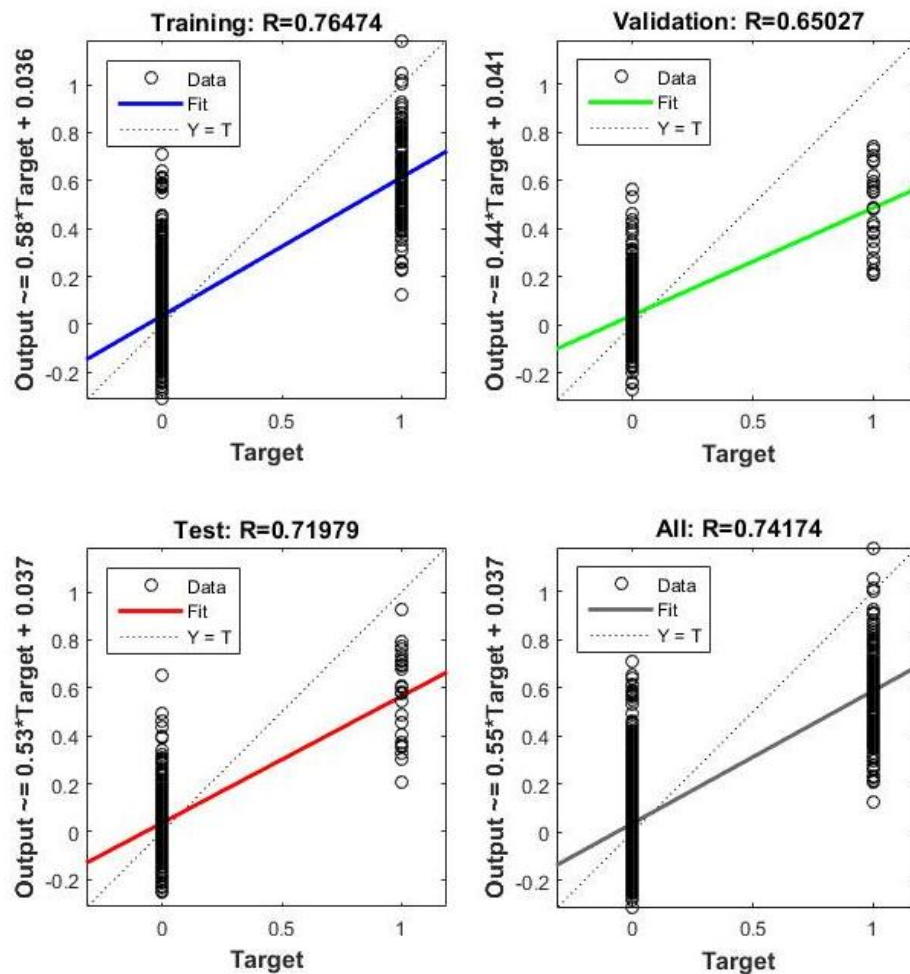 Training: R=0.76474
Output ~= 0.58*Target + 0.036
Data
Fit
Y = T
1
0.8
0.6
0.4
0.2
0
-0.2
0
0.5
1
Target
Validation: R=0.65027
Output ~= 0.44*Target + 0.041
Data
Fit
Y = T
1
0.8
0.6
0.4
0.2
0
-0.2
0
0.5
1
Target
Test: R=0.71979
Output ~= 0.53*Target + 0.037
Data
Fit
Y = T
1
0.8
0.6
0.4
0.2
0
-0.2
0
0.5
1
Target
All: R=0.74174
Output ~= 0.55*Target + 0.037
Data
Fit
Y = T
1
0.8
0.6
0.4
0.2
0
-0.2
0
0.5
1
Target